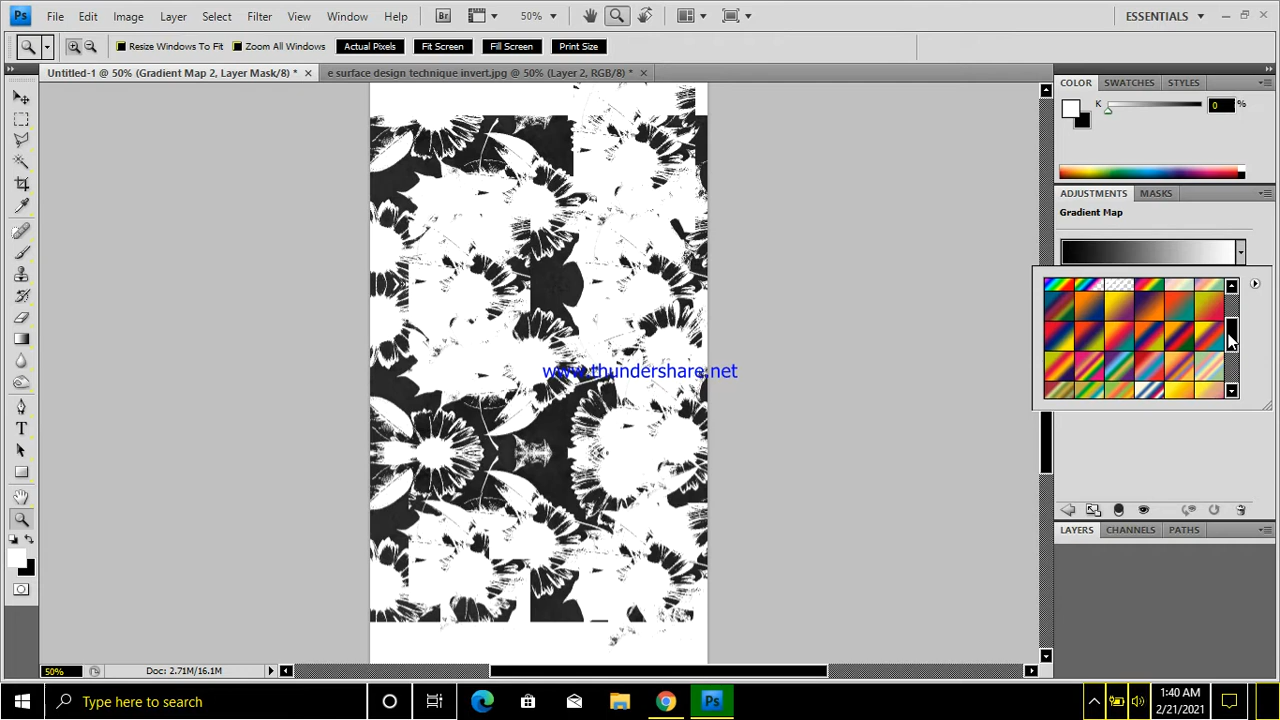 Ps File Edit Image Layer Select Filter View Window Help Br 50% ESSENTIALS
Resize Windows To Fit Zoom All Windows Actual Pixels Fit Screen Fill Screen Print Size
Untitled-1 @ 50% (Gradient Map 2, Layer Mask/8) * × e surface design technique invert.jpg @ 50% (Layer 2, RGB/8) * ×
COLOR SWATCHES STYLES
K 0 %
ADJUSTMENTS MASKS
Gradient Map
www.thundershare.net
T
LAYERS CHANNELS PATHS
50% Doc: 2.71M/16.1M
Type here to search
Ps
1:40 AM
2/21/2021